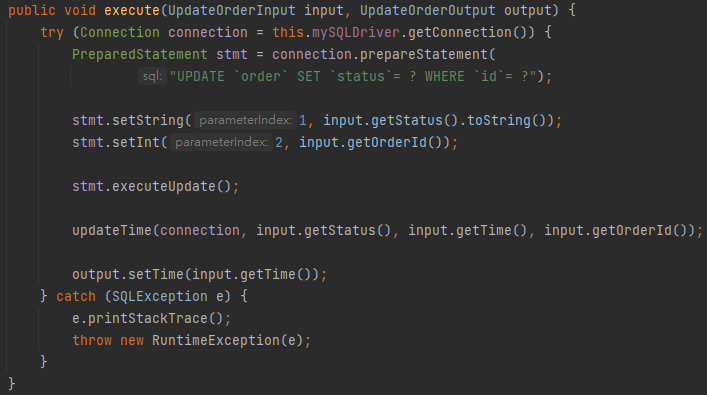 public void execute(UpdateOrderInput input, UpdateOrderOutput output) {
    try (Connection connection = this.mySQLDriver.getConnection()) {
        PreparedStatement stmt = connection.prepareStatement(
                sql: "UPDATE `order` SET `status`= ? WHERE `id`= ?");
        stmt.setString( parameterIndex: 1, input.getStatus().toString());
        stmt.setInt( parameterIndex: 2, input.getOrderId());
        stmt.executeUpdate();
        updateTime(connection, input.getStatus(), input.getTime(), input.getOrderId());
        output.setTime(input.getTime());
    } catch (SQLException e) {
        e.printStackTrace();
        throw new RuntimeException(e);
    }
}